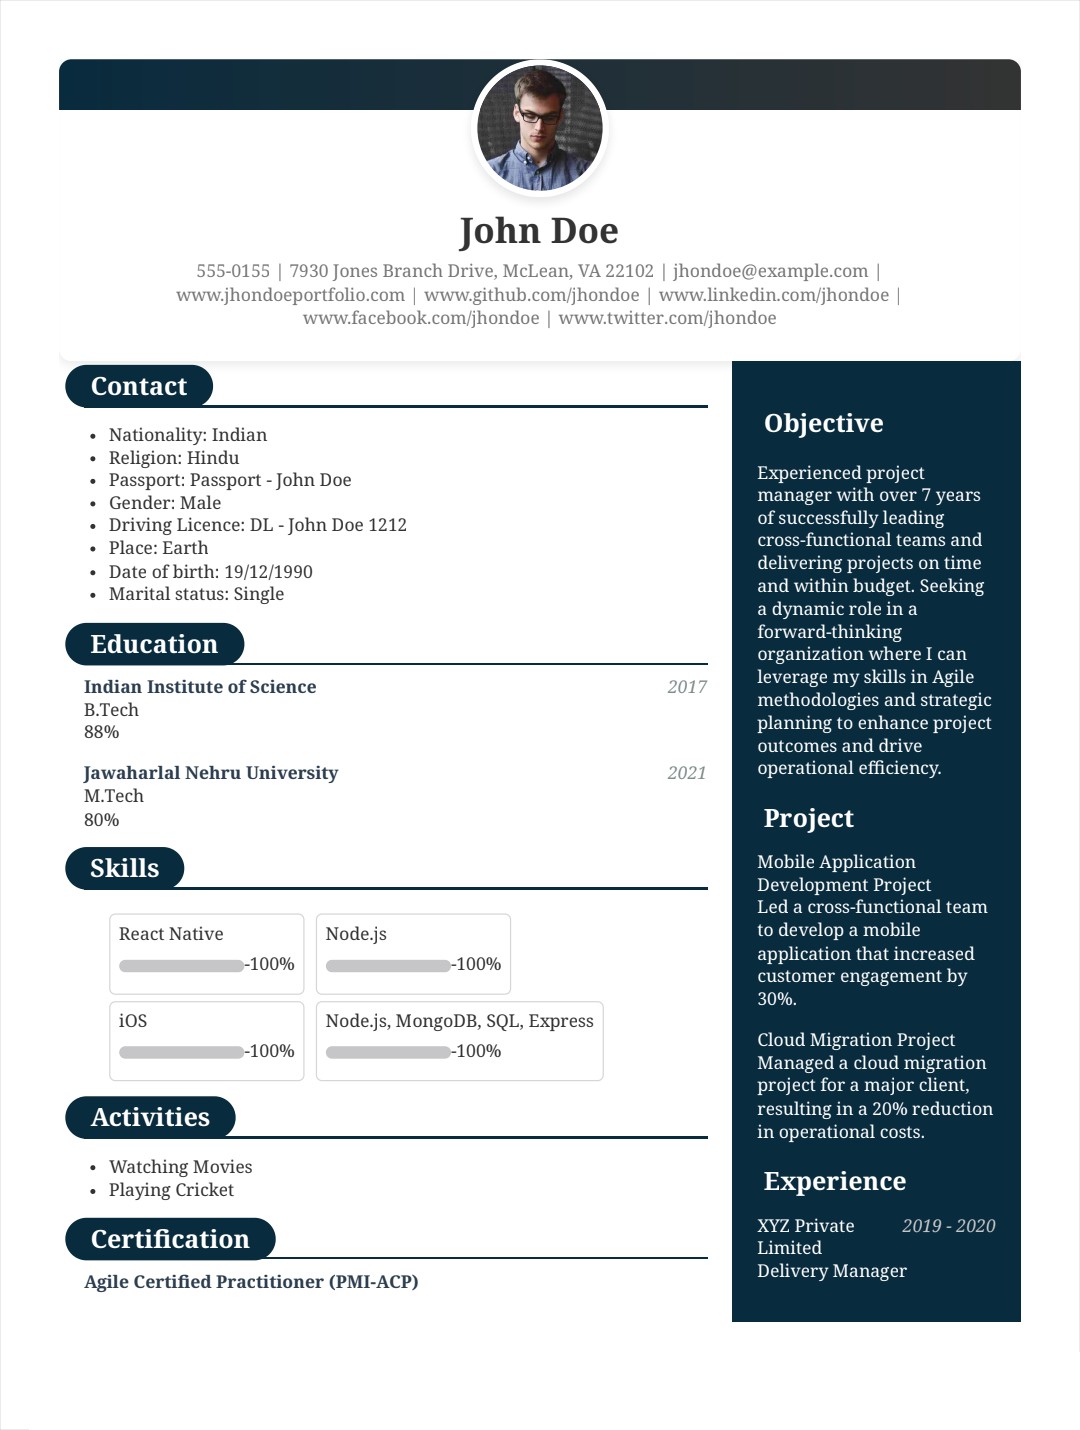 John Doe
555-0155 | 7930 Jones Branch Drive, McLean, VA 22102 | jhondoe@example.com |
www.jhondoeportfolio.com | www.github.com/jhondoe | www.linkedin.com/jhondoe |
www.facebook.com/jhondoe | www.twitter.com/jhondoe
Contact
• Nationality: Indian
• Religion: Hindu
• Passport: Passport - John Doe
• Gender: Male
• Driving Licence: DL - John Doe 1212
• Place: Earth
• Date of birth: 19/12/1990
• Marital status: Single
Education
Indian Institute of Science 2017
B.Tech
88%
Jawaharlal Nehru University 2021
M.Tech
80%
Skills
React Native
-100%
Node.js
-100%
iOS
-100%
Node.js, MongoDB, SQL, Express
-100%
Activities
• Watching Movies
• Playing Cricket
Certification
Agile Certified Practitioner (PMI-ACP)
Objective
Experienced project
manager with over 7 years
of successfully leading
cross-functional teams and
delivering projects on time
and within budget. Seeking
a dynamic role in a
forward-thinking
organization where I can
leverage my skills in Agile
methodologies and strategic
planning to enhance project
outcomes and drive
operational efficiency.
Project
Mobile Application
Development Project
Led a cross-functional team
to develop a mobile
application that increased
customer engagement by
30%.
Cloud Migration Project
Managed a cloud migration
project for a major client,
resulting in a 20% reduction
in operational costs.
Experience
XYZ Private 2019 - 2020
Limited
Delivery Manager